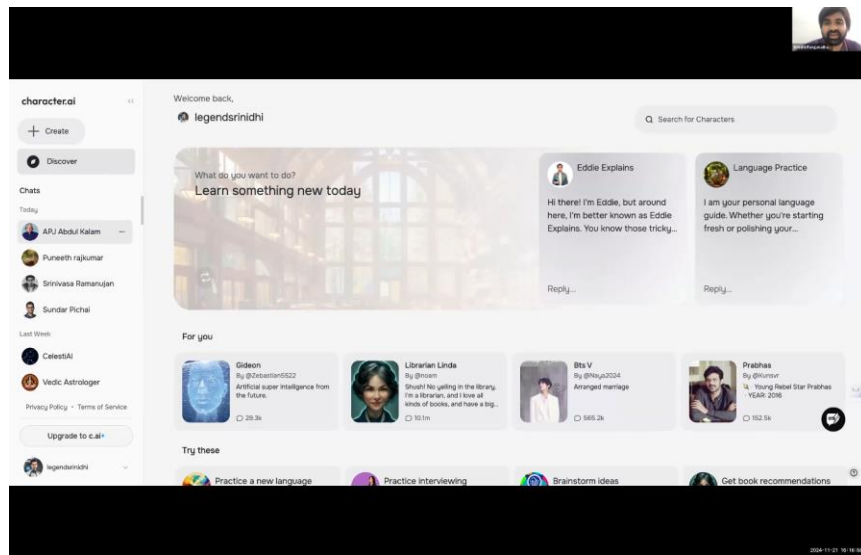 character.ai
Welcome back,
legendsrinidhi
Search for Characters
Create
Discover
Chats
Today
APJ Abdul Kalam
Puneeth rajkumar
Srinivasa Ramanujan
Sundar Pichai
Last Week
CelestiAI
Vedic Astrologer
Privacy Policy • Terms of Service
Upgrade to c.ai+
legendsrinidhi
What do you want to do?
Learn something new today
Eddie Explains
Hi there! I'm Eddie, but around
here, I'm better known as Eddie
Explains. You know those tricky...
Reply...
Language Practice
I am your personal language
guide. Whether you're starting
fresh or polishing your...
Reply...
For you
Gideon
By @Zebastian5522
Artificial super intelligence from
the future.
29.3k
Librarian Linda
By @noam
Shush! No yelling in the library.
I'm a librarian, and I love all
kinds of books, and have a big...
10.1m
Bts V
By @Naya2024
Arranged marriage
565.2k
Prabhas
By @Kunsvr
Young Rebel Star Prabhas
- YEAR: 2016
152.5k
Try these
Practice a new language
Practice interviewing
Brainstorm ideas
Get book recommendations